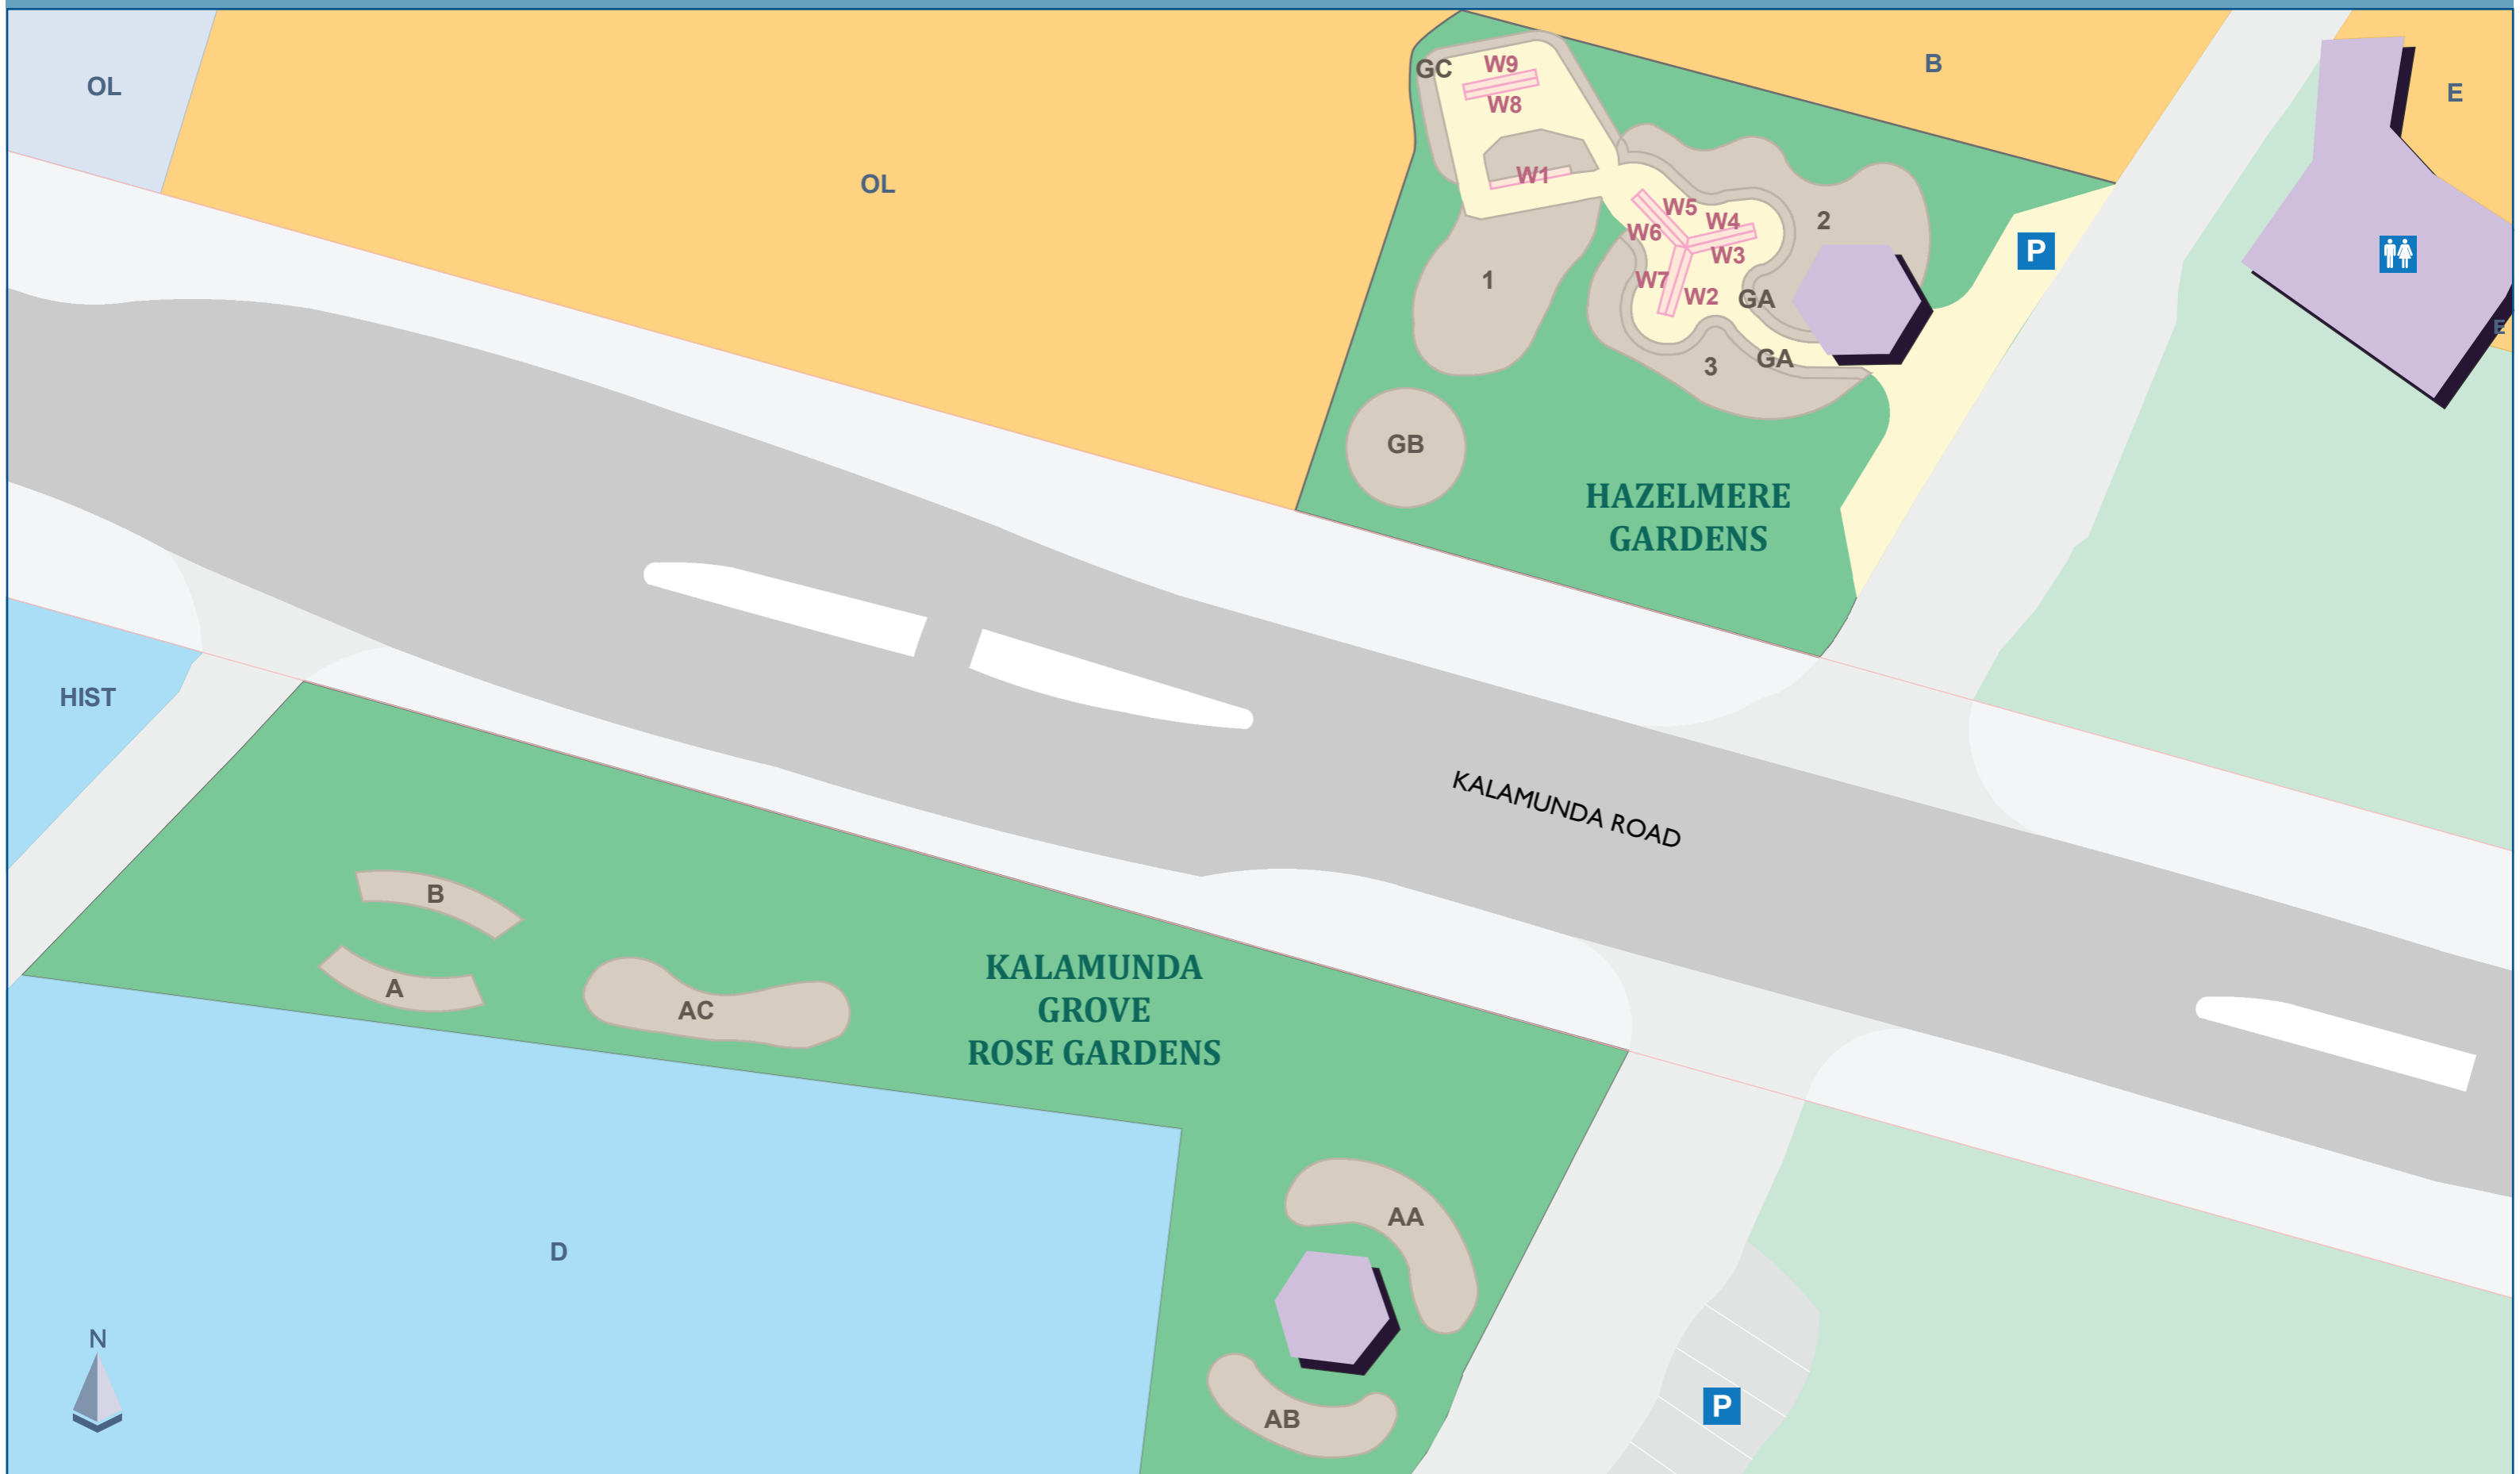 OL
OL
GC
W9
W8
W1
W5
W4
W6
W3
W7
W2
GA
GA
1
2
3
GB
B
P
E
E
HAZELMERE
GARDENS
HIST
KALAMUNDA ROAD
B
A
AC
KALAMUNDA
GROVE
ROSE GARDENS
D
AA
AB
P
N